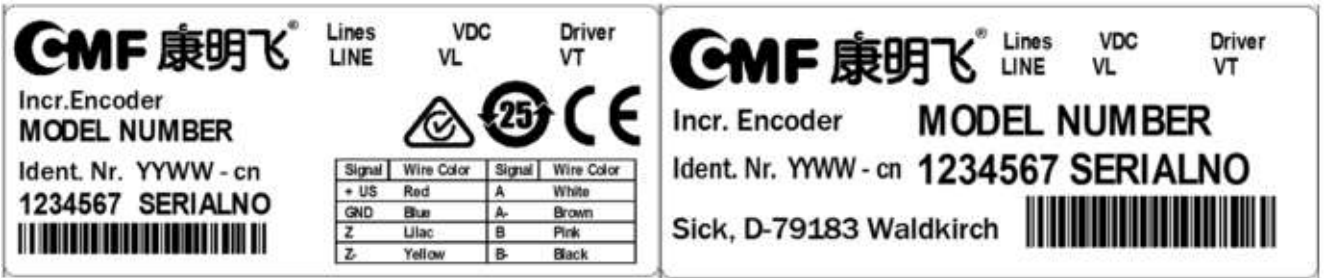 CMF 康明飞®
Lines VDC Driver
LINE VL VT
Incr.Encoder
MODEL NUMBER
25 CE
Ident. Nr. YYWW - cn
1234567 SERIALNO
Signal Wire Color Signal Wire Color
+ US Red A White
GND Blue A- Brown
Z Lilac B Pink
Z- Yellow B- Black
CMF 康明飞®
Lines VDC Driver
LINE VL VT
Incr. Encoder MODEL NUMBER
Ident. Nr. YYWW - cn 1234567 SERIALNO
Sick, D-79183 Waldkirch